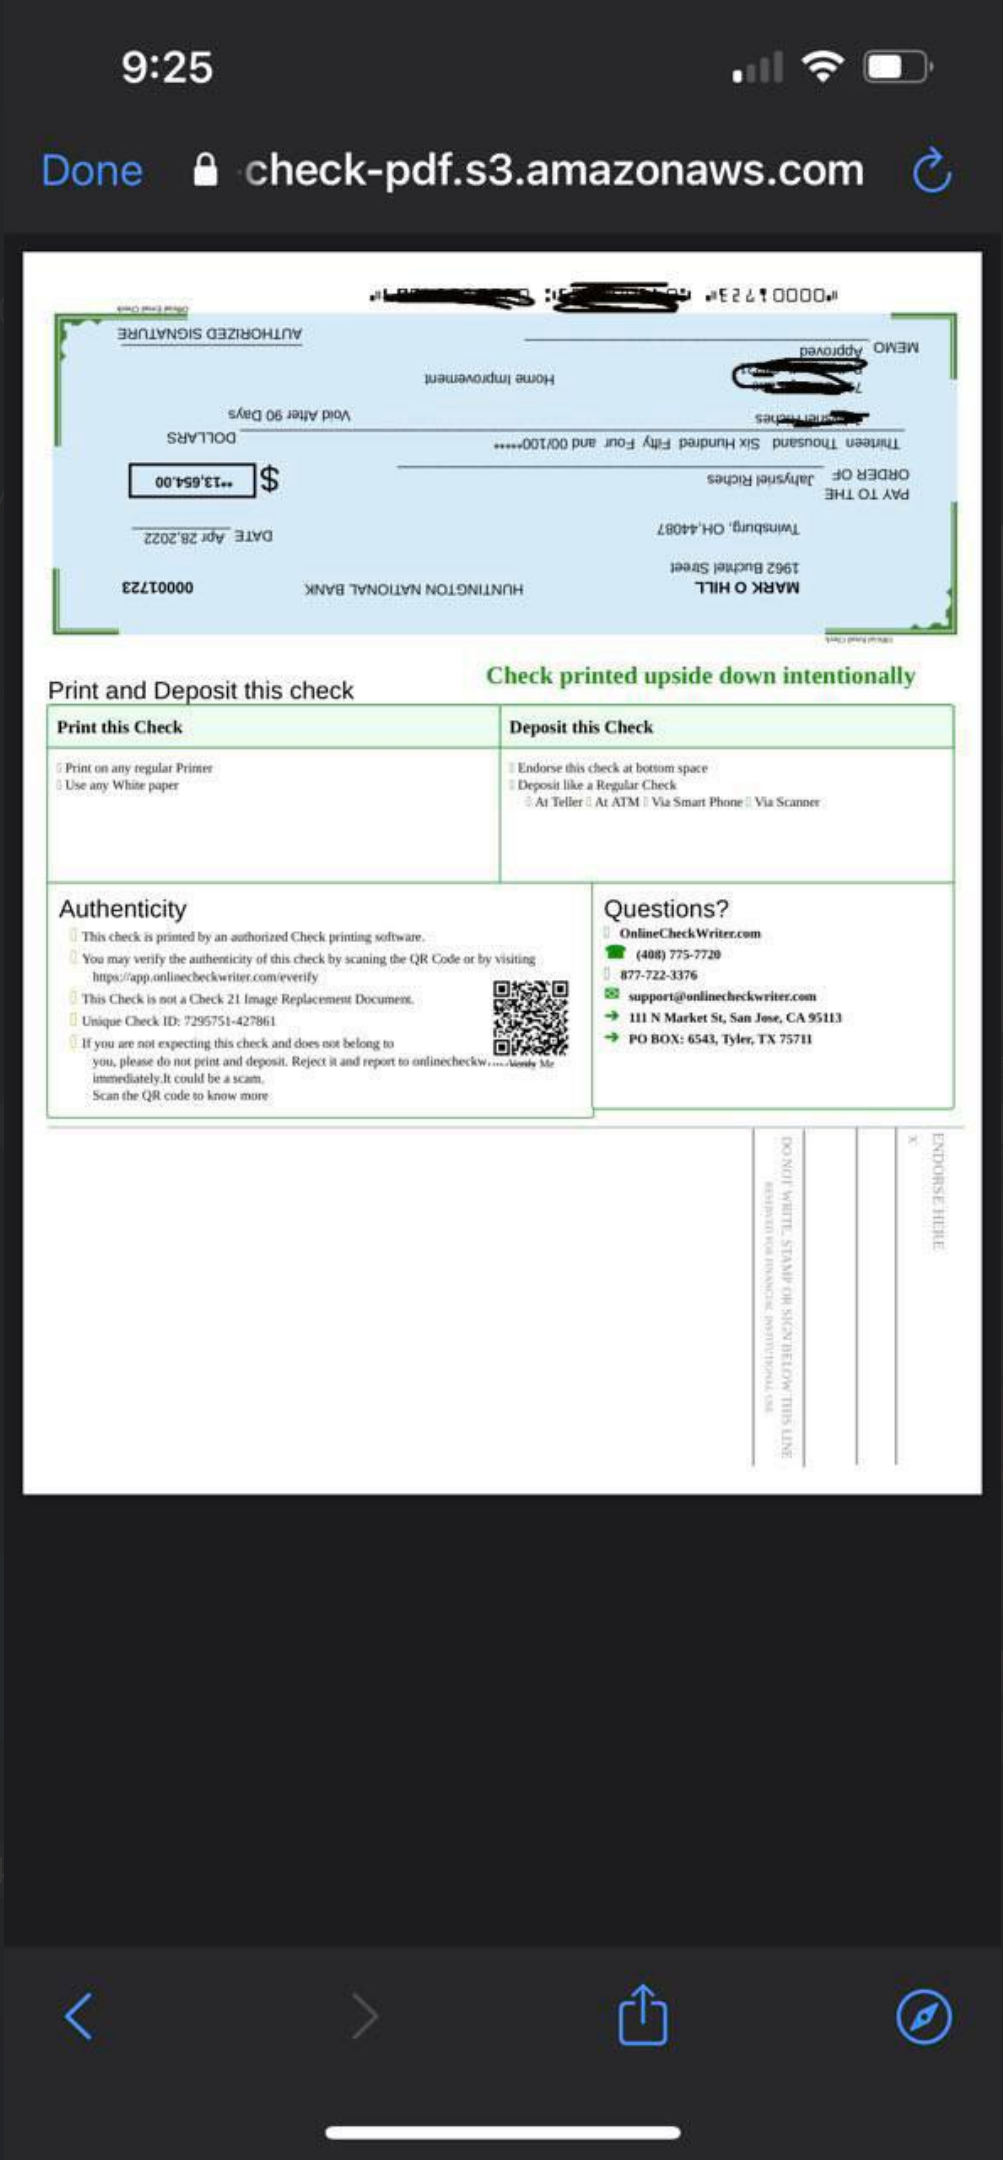 9:25
Done check-pdf.s3.amazonaws.com
⑈00001723⑈
Official Email Check
AUTHORIZED SIGNATURE
MEMO Approved
Home Improvement
Riches
Void After 90 Days
Thirteen Thousand Six Hundred Fifty Four and 00/100***** DOLLARS
PAY TO THE
ORDER OF Jahysriel Riches $ **13,654.00
Twinsburg, OH,44087
DATE Apr 28,2022
1962 Buchtel Street
MARK O HILL HUNTINGTON NATIONAL BANK 00001723
Official Email Check
Check printed upside down intentionally
Print and Deposit this check
Print this Check
Print on any regular Printer
Use any White paper
Deposit this Check
Endorse this check at bottom space
Deposit like a Regular Check
At Teller At ATM Via Smart Phone Via Scanner
Authenticity
This check is printed by an authorized Check printing software.
You may verify the authenticity of this check by scaning the QR Code or by visiting
https://app.onlinecheckwriter.com/everify
This Check is not a Check 21 Image Replacement Document.
Unique Check ID: 7295751-427861
If you are not expecting this check and does not belong to
you, please do not print and deposit. Reject it and report to onlinecheckw....
immediately.It could be a scam.
Scan the QR code to know more
Verify Me
Questions?
OnlineCheckWriter.com
(408) 775-7720
877-722-3376
support@onlinecheckwriter.com
111 N Market St, San Jose, CA 95113
PO BOX: 6543, Tyler, TX 75711
ENDORSE HERE
X
DO NOT WRITE, STAMP OR SIGN BELOW THIS LINE
RESERVED FOR FINANCIAL INSTITUTIONAL USE